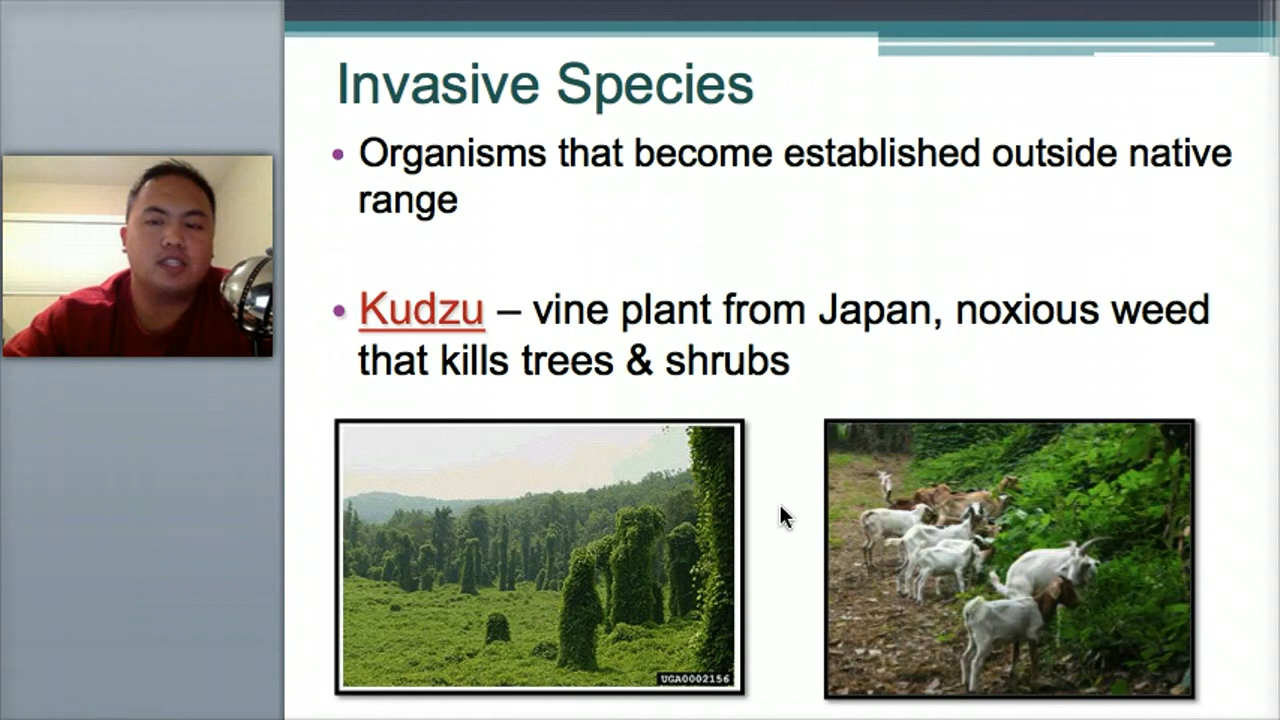 Invasive Species
• Organisms that become established outside native
range
• Kudzu – vine plant from Japan, noxious weed
that kills trees & shrubs
UGA0002156